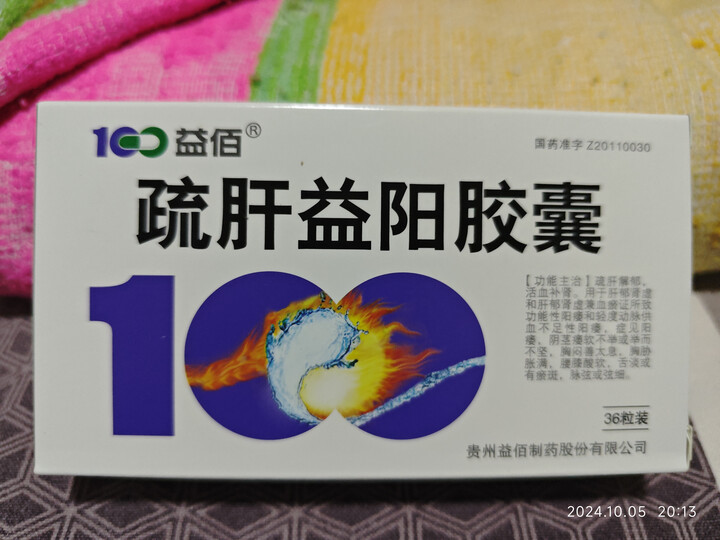 100 益佰®
国药准字 Z20110030
疏肝益阳胶囊
100
【功能主治】疏肝解郁、
活血补肾。用于肝郁肾虚
和肝郁肾虚兼血瘀证所致
功能性阳痿和轻度动脉供
血不足性阳痿，症见阳
痿，阴茎痿软不举或举而
不坚，胸闷善太息，胸胁
胀满，腰膝酸软，舌淡或
有瘀斑，脉弦或弦细。
36粒装
贵州益佰制药股份有限公司
2024.10.05 20:13